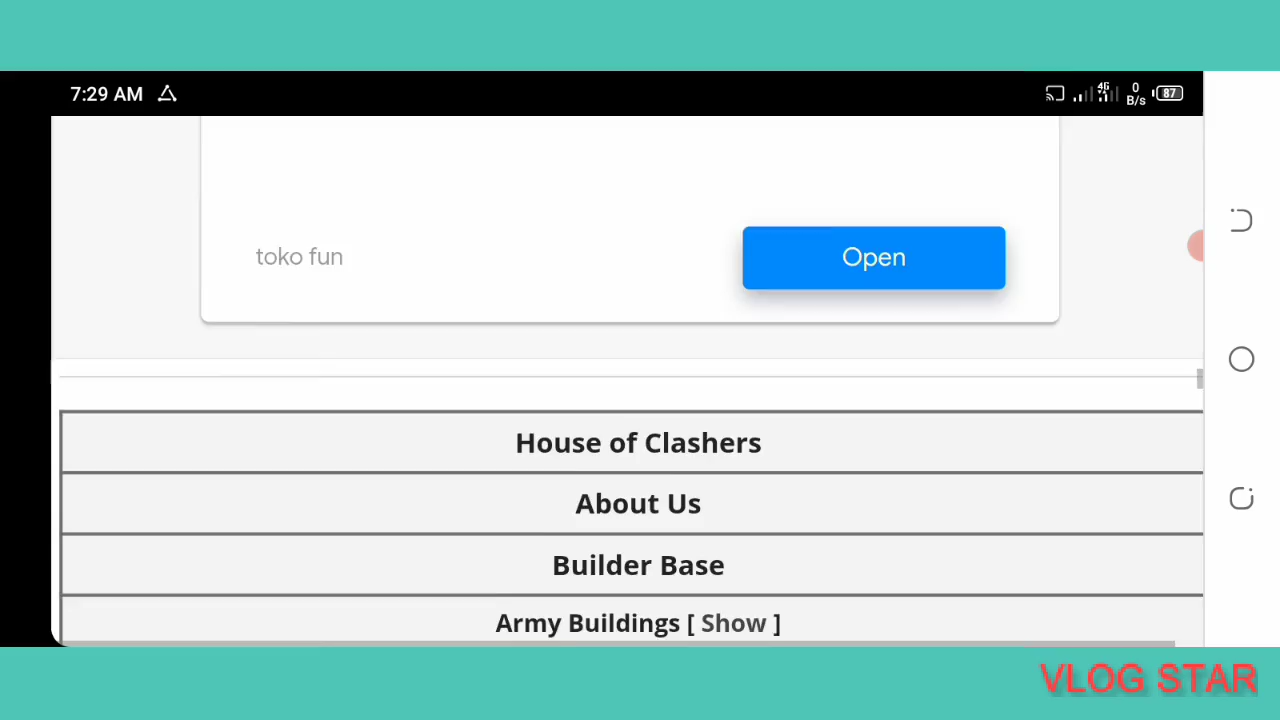 7:29 AM
4G
0
B/s
87
toko fun
Open
House of Clashers
About Us
Builder Base
Army Buildings [ Show ]
VLOG STAR